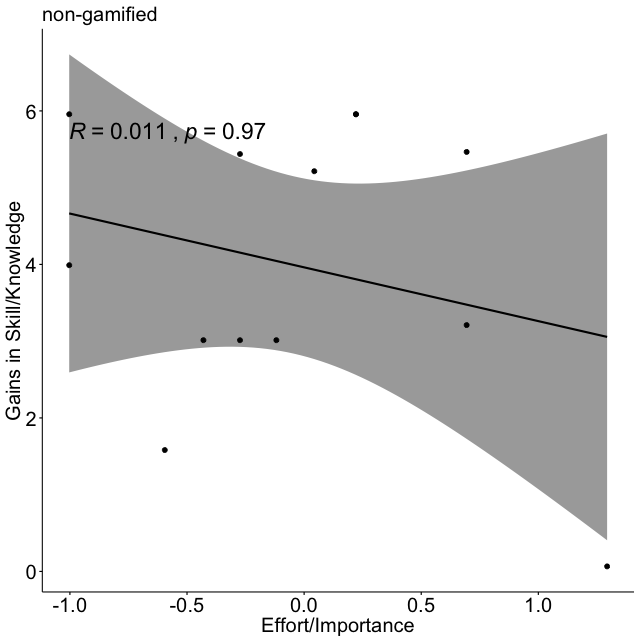 non-gamified
R = 0.011 , p = 0.97
6
4
2
0
Gains in Skill/Knowledge
-1.0 -0.5 0.0 0.5 1.0
Effort/Importance